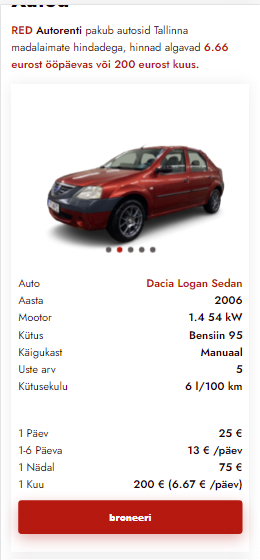 RED Autorenti pakub autosid Tallinna
madalaimate hindadega, hinnad algavad 6.66
eurost ööpäevas või 200 eurost kuus.
Auto Dacia Logan Sedan
Aasta 2006
Mootor 1.4 54 kW
Kütus Bensiin 95
Käigukast Manuaal
Uste arv 5
Kütusekulu 6 l/100 km
1 Päev 25 €
1-6 Päeva 13 € /päev
1 Nädal 75 €
1 Kuu 200 € (6.67 € /päev)
broneeri